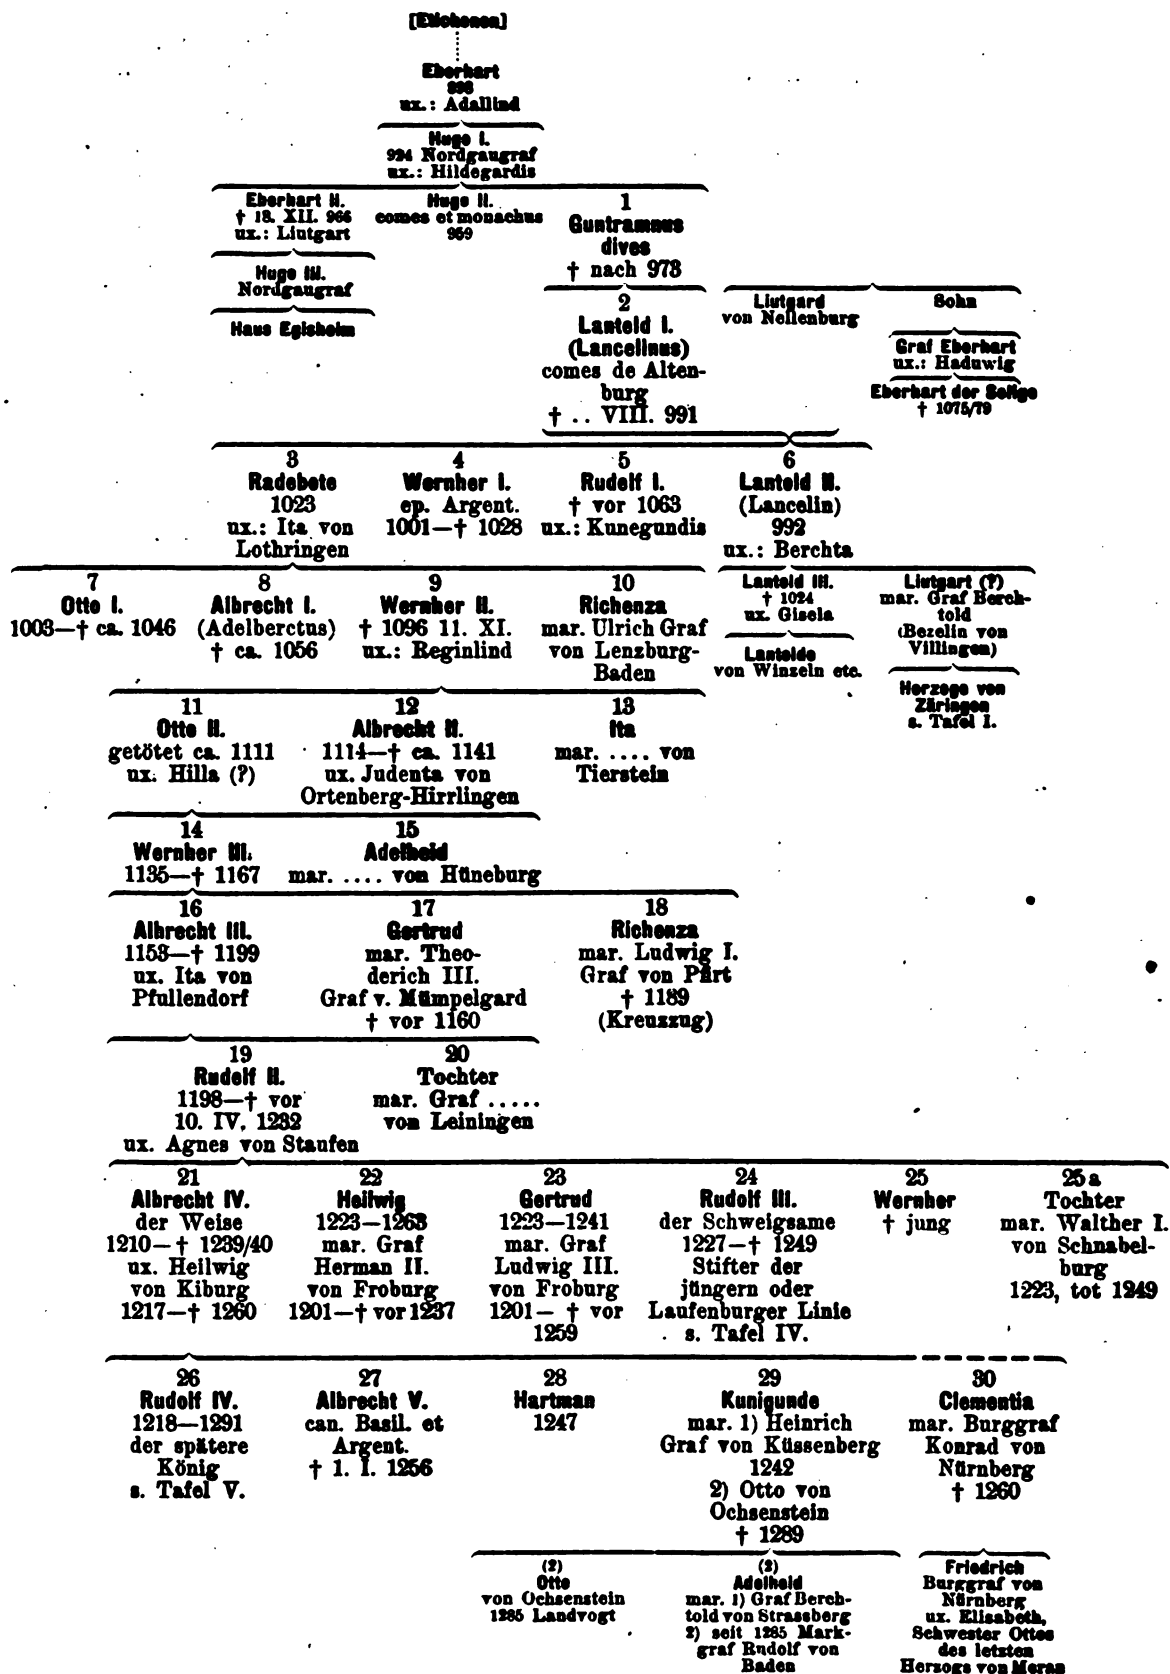 [Etichonen]
Eberhart
898
ux.: Adallind
Hugo I.
924 Nordgaugraf
ux.: Hildegardis
Eberhart II.
† 18. XII. 966
ux.: Liutgart
Hugo II.
comes et monachus
959
1
Guntramnus
dives
† nach 973
Hugo III.
Nordgaugraf
Haus Egisheim
2
Lanteld I.
(Lancelinus)
comes de Alten-
burg
† .. VIII. 991
Liutgard
von Nellenburg
Sohn
Graf Eberhart
ux.: Haduwig
Eberhart der Selige
† 1075/79
3
Radebote
1023
ux.: Ita von
Lothringen
4
Wernher I.
ep. Argent.
1001—† 1028
5
Rudolf I.
† vor 1063
ux.: Kunegundis
6
Lanteld II.
(Lancelin)
992
ux.: Berchta
7
Otto I.
1003—† ca. 1046
8
Albrecht I.
(Adelberctus)
† ca. 1056
9
Wernher II.
† 1096 11. XI.
ux.: Reginlind
10
Richenza
mar. Ulrich Graf
von Lenzburg-
Baden
Lanteld III.
† 1024
ux. Gisela
Lantelde
von Winzeln etc.
Liutgart (?)
mar. Graf Berch-
told
(Bezelin von
Villingen)
Herzoge von
Zäringen
s. Tafel I.
11
Otto II.
getötet ca. 1111
ux. Hilla (?)
12
Albrecht II.
1114—† ca. 1141
ux. Judenta von
Ortenberg-Hirrlingen
13
Ita
mar. .... von
Tierstein
14
Wernher III.
1135—† 1167
15
Adelheid
mar. .... von Hüneburg
16
Albrecht III.
1153—† 1199
ux. Ita von
Pfullendorf
17
Gertrud
mar. Theo-
derich III.
Graf v. Mümpelgard
† vor 1160
18
Richenza
mar. Ludwig I.
Graf von Pfirt
† 1189
(Kreuzzug)
19
Rudolf II.
1198—† vor
10. IV. 1232
ux. Agnes von Staufen
20
Tochter
mar. Graf .....
von Leiningen
21
Albrecht IV.
der Weise
1210—† 1239/40
ux. Heilwig
von Kiburg
1217—† 1260
22
Heilwig
1223—1263
mar. Graf
Herman II.
von Froburg
1201—† vor 1237
23
Gertrud
1223—1241
mar. Graf
Ludwig III.
von Froburg
1201— † vor
1259
24
Rudolf III.
der Schweigsame
1227—† 1249
Stifter der
jüngern oder
Laufenburger Linie
s. Tafel IV.
25
Wernher
† jung
25 a
Tochter
mar. Walther I.
von Schnabel-
burg
1223, tot 1249
26
Rudolf IV.
1218—1291
der spätere
König
s. Tafel V.
27
Albrecht V.
can. Basil. et
Argent.
† 1. I. 1256
28
Hartman
1247
29
Kunigunde
mar. 1) Heinrich
Graf von Küssenberg
1242
2) Otto von
Ochsenstein
† 1289
30
Clementia
mar. Burggraf
Konrad von
Nürnberg
† 1260
(2)
Otto
von Ochsenstein
1285 Landvogt
(2)
Adelheid
mar. 1) Graf Berch-
told von Strassberg
2) seit 1285 Mark-
graf Rudolf von
Baden
Friedrich
Burggraf von
Nürnberg
ux. Elisabeth,
Schwester Ottos
des letzten
Herzogs von Meran